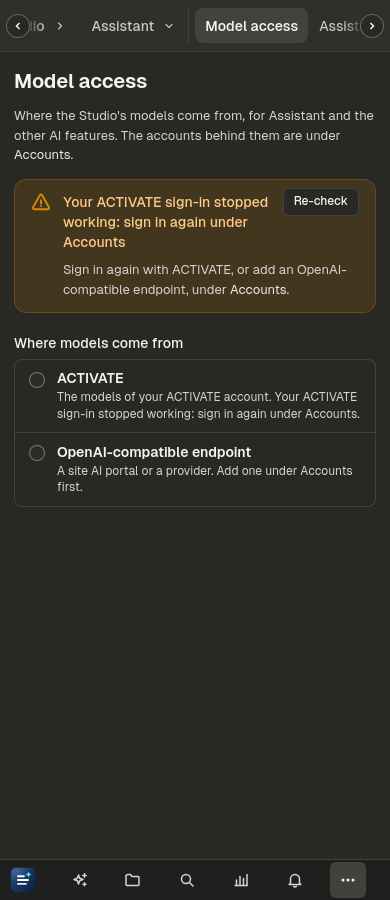 Assistant
Model access
Model access
Where the Studio's models come from, for Assistant and the
other AI features. The accounts behind them are under
Accounts.
Your ACTIVATE sign-in stopped
working: sign in again under
Accounts
Re-check
Sign in again with ACTIVATE, or add an OpenAI-
compatible endpoint, under Accounts.
Where models come from
ACTIVATE
The models of your ACTIVATE account. Your ACTIVATE
sign-in stopped working: sign in again under Accounts.
OpenAI-compatible endpoint
A site AI portal or a provider. Add one under Accounts
first.